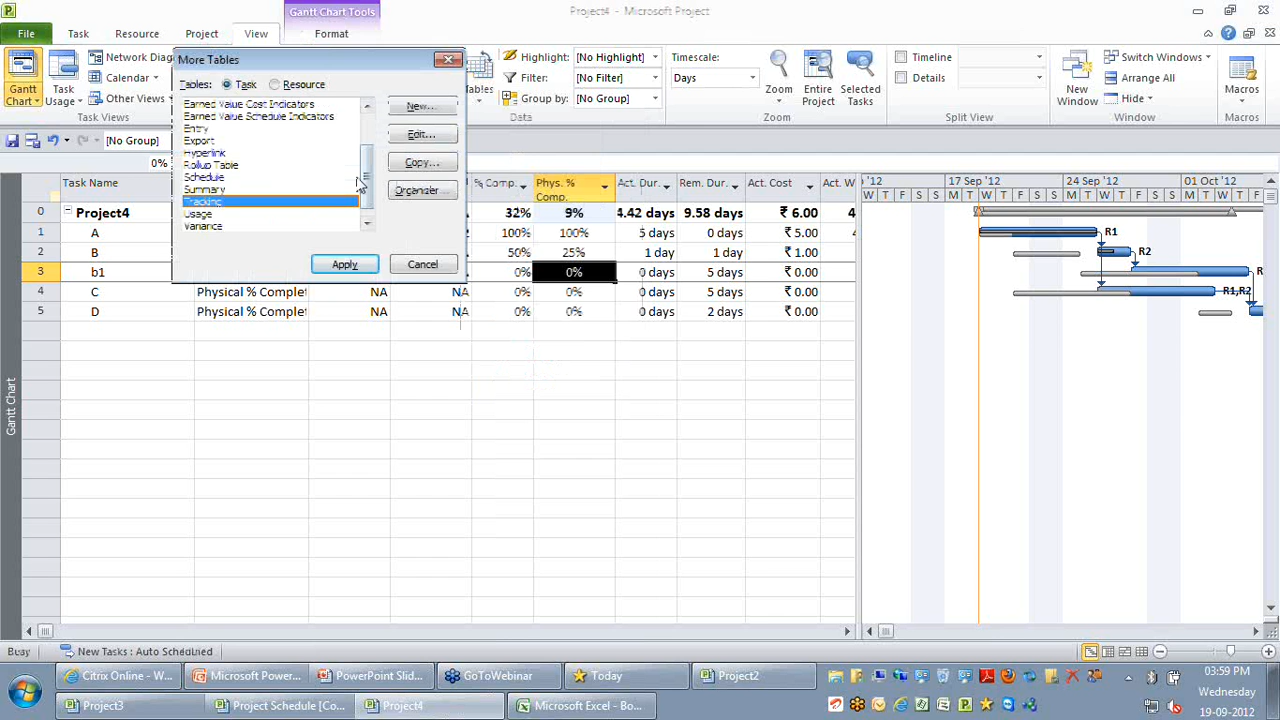 Gantt Chart Tools
Project4 - Microsoft Project
File
Task
Resource
Project
View
Format
Gantt
Chart
Task
Usage
Network
Calendar
Other Views
Task Views
More Tables
Tables:
Task
Resource
Earned Value Cost Indicators
Earned Value Schedule Indicators
Entry
Export
Hyperlink
Rollup Table
Schedule
Summary
Tracking
Usage
Variance
New...
Edit...
Copy...
Organizer...
Apply
Cancel
Highlight: [No Highlight]
Filter: [No Filter]
Group by: [No Group]
Data
Timescale:
Days
Zoom
Entire
Project
Selected
Tasks
Zoom
Timeline
Details
Split View
New
Window
Switch Windows
Arrange All
Hide
Window
Macros
Macros
[No Group]
0%
Task Name % Comp. Phys. % Comp. Act. Dur. Rem. Dur. Act. Cost Act. W
0 Project4 32% 9% 4.42 days 9.58 days ₹ 6.00 4
1 A 100% 100% 5 days 0 days ₹ 5.00
2 B 50% 25% 1 day 1 day ₹ 1.00
3 b1 0% 0% 0 days 5 days ₹ 0.00
4 C Physical % Complet NA NA 0% 0% 0 days 5 days ₹ 0.00
5 D Physical % Complet NA NA 0% 0% 0 days 2 days ₹ 0.00
'12 17 Sep '12 24 Sep '12 01 Oct '12
W T F S S M T W T F S S M T W T F S S M T W T F
R1
R2
R1,R2
Gantt Chart
Busy
New Tasks : Auto Scheduled
Citrix Online - W...
Microsoft Powe...
PowerPoint Slid...
GoToWebinar
Today
Project2
Project3
Project Schedule [Co...
Project4
Microsoft Excel - Bo...
03:59 PM
Wednesday
19-09-2012